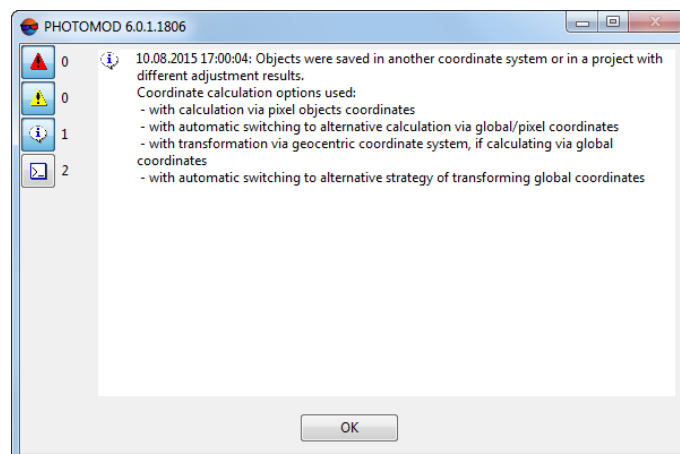 PHOTOMOD 6.0.1.1806
0
0
1
2
10.08.2015 17:00:04: Objects were saved in another coordinate system or in a project with
different adjustment results.
Coordinate calculation options used:
- with calculation via pixel objects coordinates
- with automatic switching to alternative calculation via global/pixel coordinates
- with transformation via geocentric coordinate system, if calculating via global
coordinates
- with automatic switching to alternative strategy of transforming global coordinates
OK